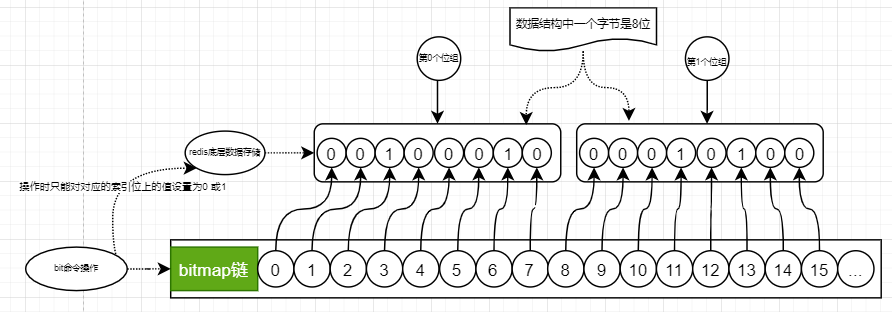 数据结构中一个字节是8位
第0个位组
第1个位组
redis底层数据存储
0 0 1 0 0 0 1 0
0 0 0 1 0 1 0 0
操作时只能对对应的索引位上的值设置为0 或1
bit命令操作
bitmap链
0 1 2 3 4 5 6 7 8 9 10 11 12 13 14 15 ...